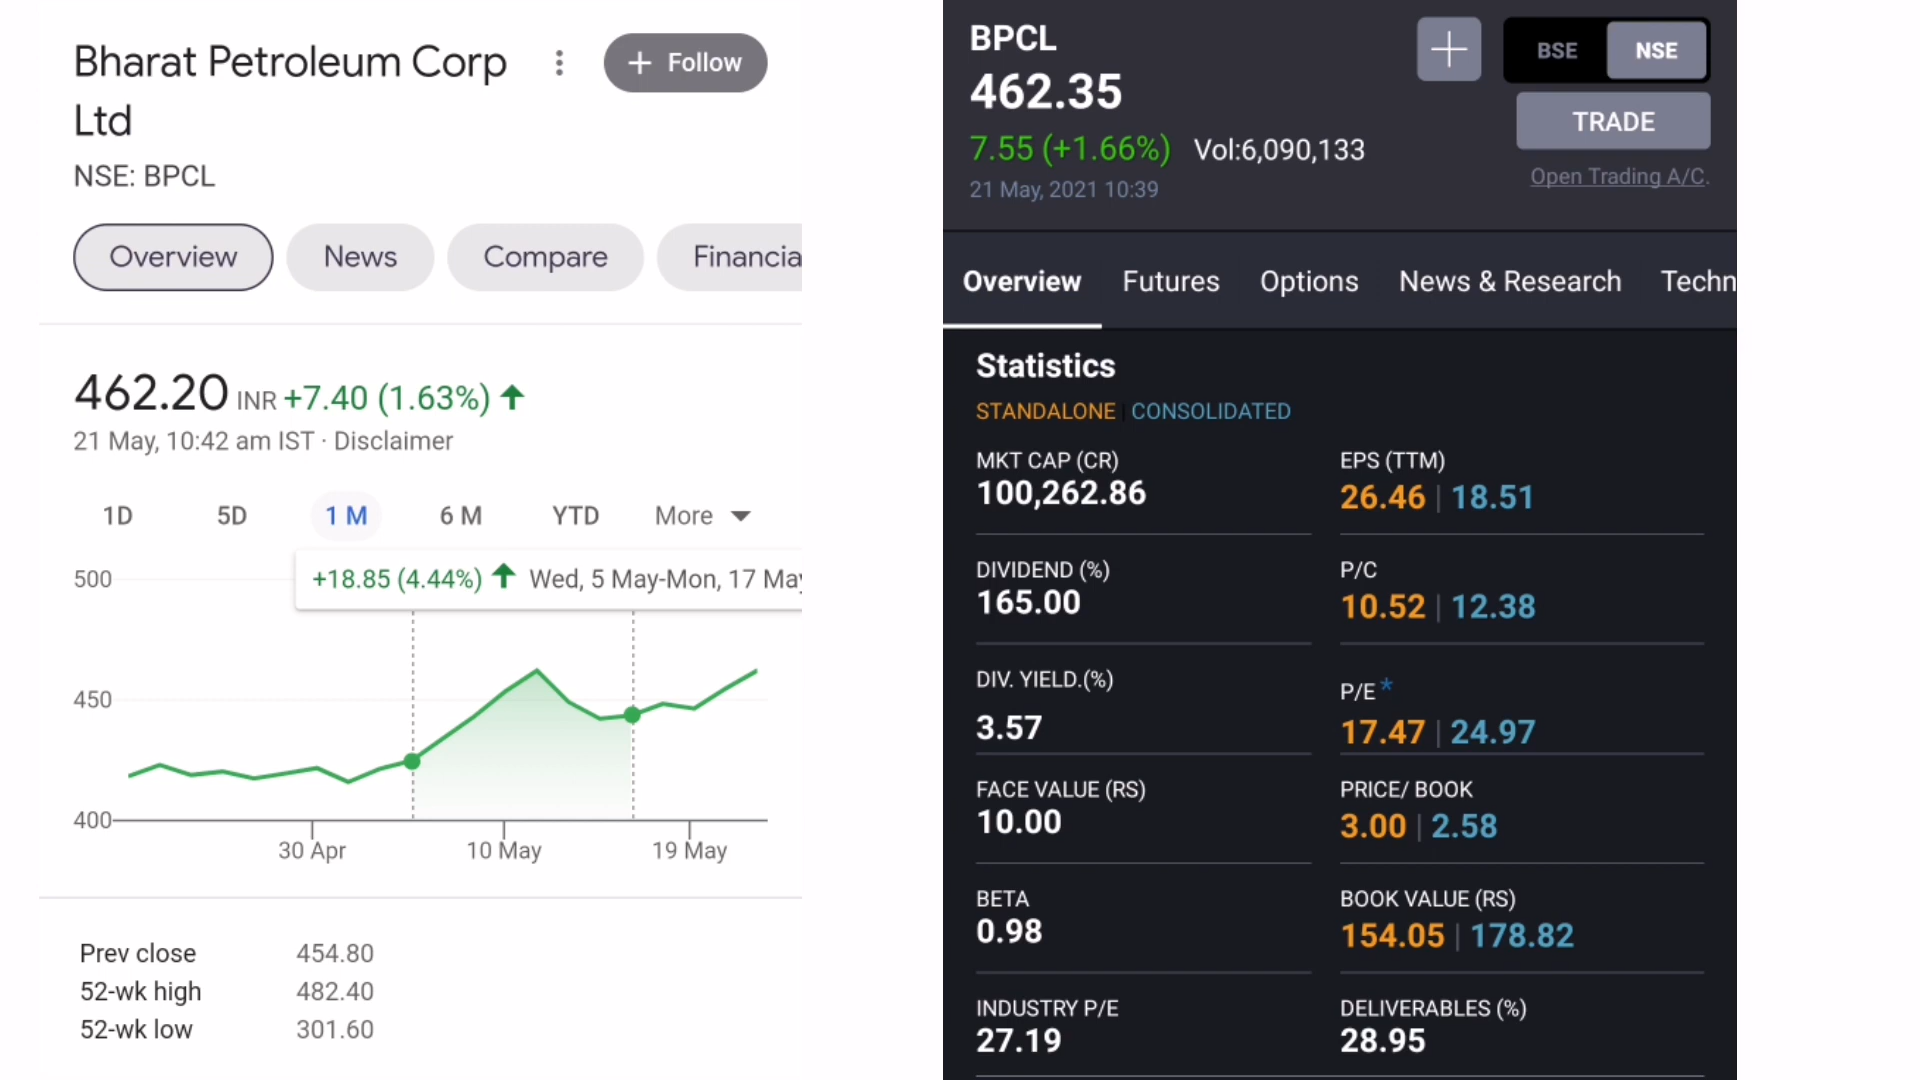 Bharat Petroleum Corp
Ltd
+ Follow
NSE: BPCL
Overview
News
Compare
Financia
462.20 INR +7.40 (1.63%)
21 May, 10:42 am IST · Disclaimer
1D
5D
1 M
6 M
YTD
More
+18.85 (4.44%) Wed, 5 May-Mon, 17 May
500
450
400
30 Apr
10 May
19 May
Prev close 454.80
52-wk high 482.40
52-wk low 301.60
BPCL
462.35
7.55 (+1.66%) Vol:6,090,133
21 May, 2021 10:39
BSE
NSE
TRADE
Open Trading A/C.
Overview
Futures
Options
News & Research
Techn
Statistics
STANDALONE | CONSOLIDATED
MKT CAP (CR)
100,262.86
EPS (TTM)
26.46 | 18.51
DIVIDEND (%)
165.00
P/C
10.52 | 12.38
DIV. YIELD.(%)
3.57
P/E *
17.47 | 24.97
FACE VALUE (RS)
10.00
PRICE/ BOOK
3.00 | 2.58
BETA
0.98
BOOK VALUE (RS)
154.05 | 178.82
INDUSTRY P/E
27.19
DELIVERABLES (%)
28.95